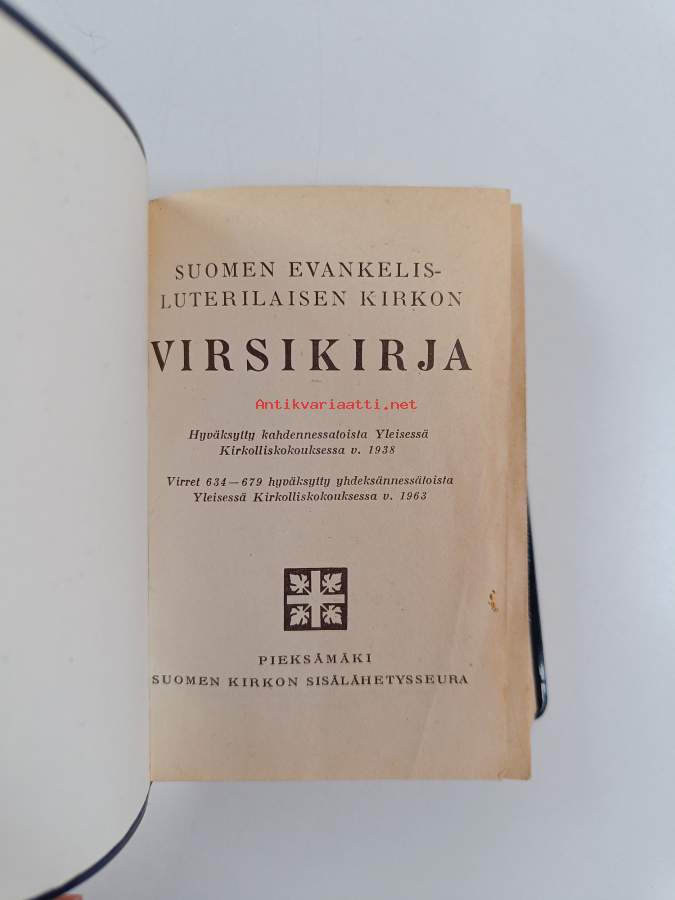 SUOMEN EVANKELIS-
LUTERILAISEN KIRKON
VIRSIKIRJA
Antikvariaatti.net
Hyväksytty kahdennessatoista Yleisessä
Kirkolliskokouksessa v. 1938
Virret 634—679 hyväksytty yhdeksännessätoista
Yleisessä Kirkolliskokouksessa v. 1963
PIEKSÄMÄKI
SUOMEN KIRKON SISÄLÄHETYSSEURA